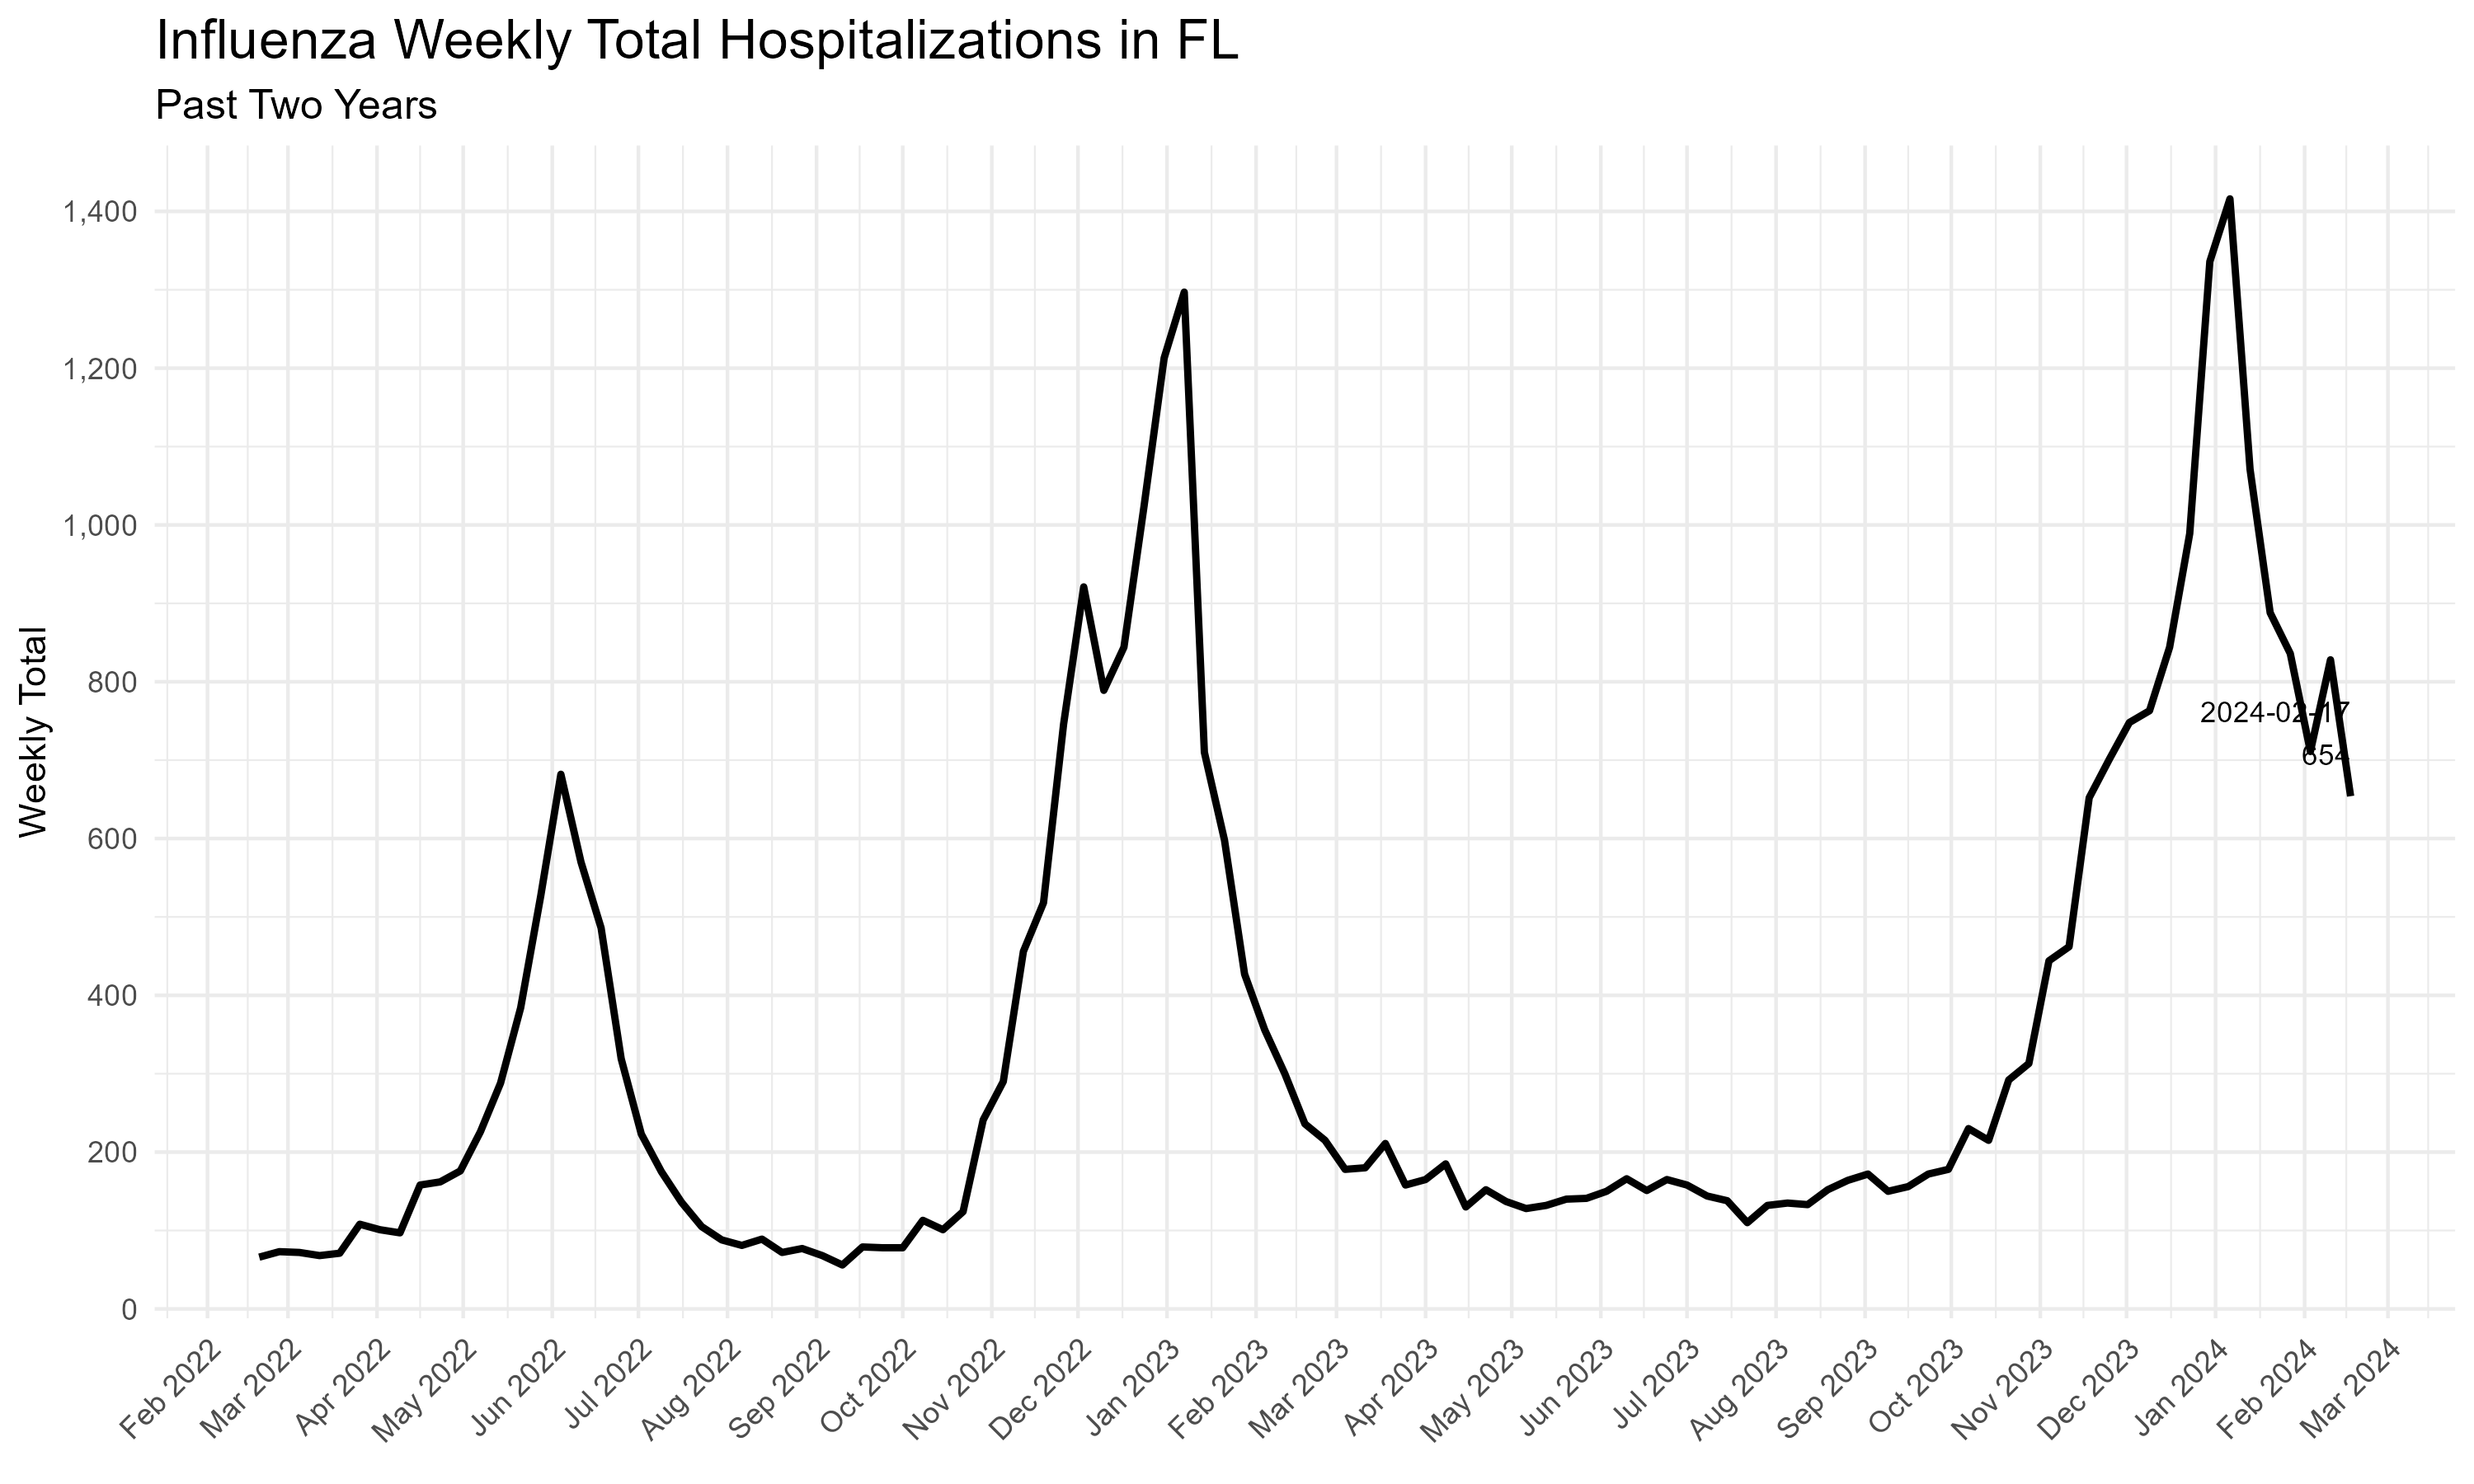 Influenza Weekly Total Hospitalizations in FL
Past Two Years
Weekly Total
1,400
1,200
1,000
800
600
400
200
0
2024-02-17
654
Feb 2022
Mar 2022
Apr 2022
May 2022
Jun 2022
Jul 2022
Aug 2022
Sep 2022
Oct 2022
Nov 2022
Dec 2022
Jan 2023
Feb 2023
Mar 2023
Apr 2023
May 2023
Jun 2023
Jul 2023
Aug 2023
Sep 2023
Oct 2023
Nov 2023
Dec 2023
Jan 2024
Feb 2024
Mar 2024